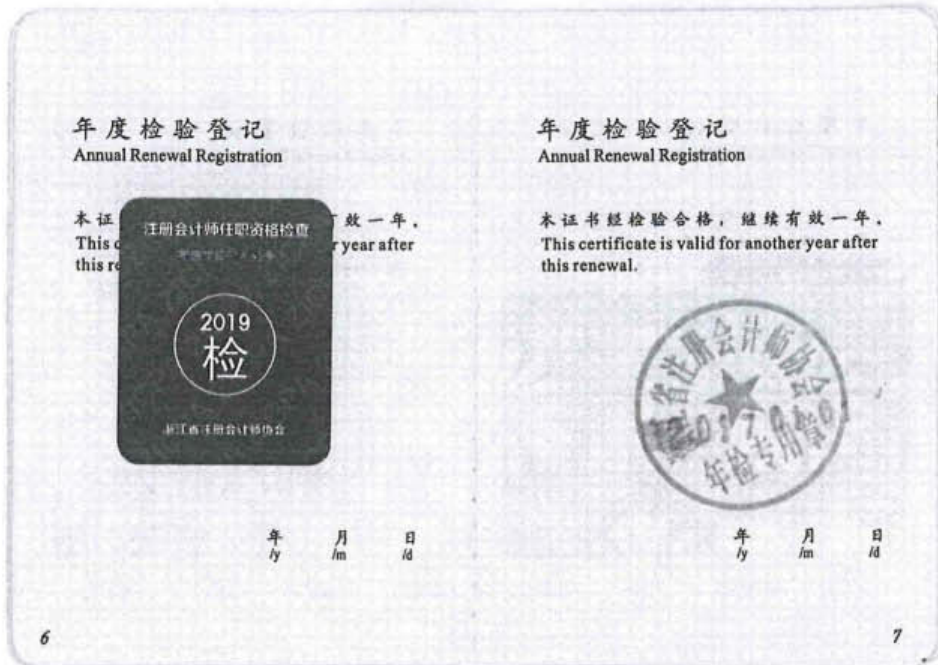 年度检验登记
Annual Renewal Registration
本证
效一年。
This
year after
this re
注册会计师任职资格检查
2019
检
浙江省注册会计师协会
年 月 日
/y /m /d
6
年度检验登记
Annual Renewal Registration
本证书经检验合格，继续有效一年。
This certificate is valid for another year after
this renewal.
省注册会计师协会
年检专用章
年 月 日
/y /m /d
7